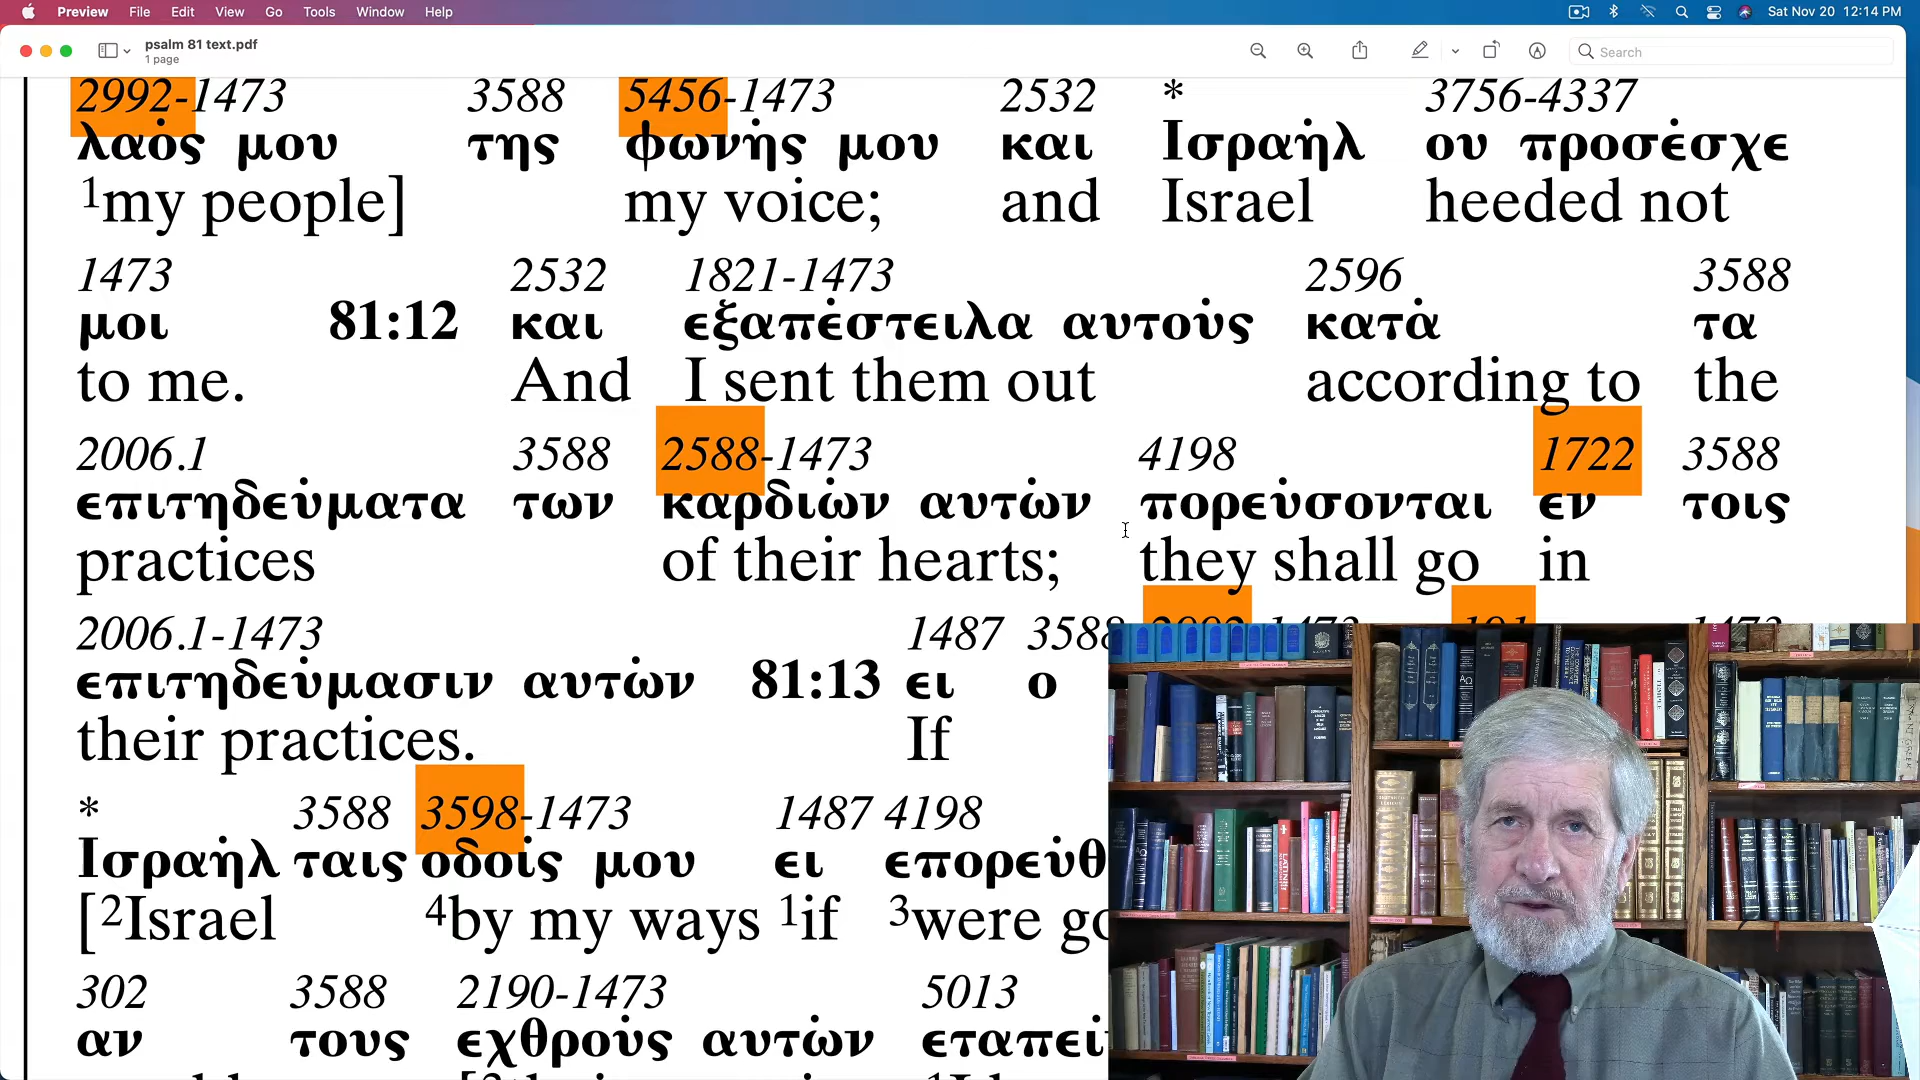 Preview File Edit View Go Tools Window Help Sat Nov 20 12:14 PM
psalm 81 text.pdf
1 page
Search
2992-1473 3588 5456-1473 2532 * 3756-4337
λαός μου της φωνής μου και Ισραήλ ου προσέσχε
1my people] my voice; and Israel heeded not
1473 2532 1821-1473 2596 3588
μοι 81:12 και εξαπέστειλα αυτούς κατά τα
to me. And I sent them out according to the
2006.1 3588 2588-1473 4198 1722 3588
επιτηδεύματα των καρδιών αυτών πορεύσονται εν τοις
practices of their hearts; they shall go in
2006.1-1473 1487 3588
επιτηδεύμασιν αυτών 81:13 ει ο
their practices. If
* 3588 3598-1473 1487 4198
Ισραήλ ταις οδοίς μου ει επορεύθ
[2Israel 4by my ways 1if 3were go
302 3588 2190-1473 5013
αν τους εχθρούς αυτών εταπεί